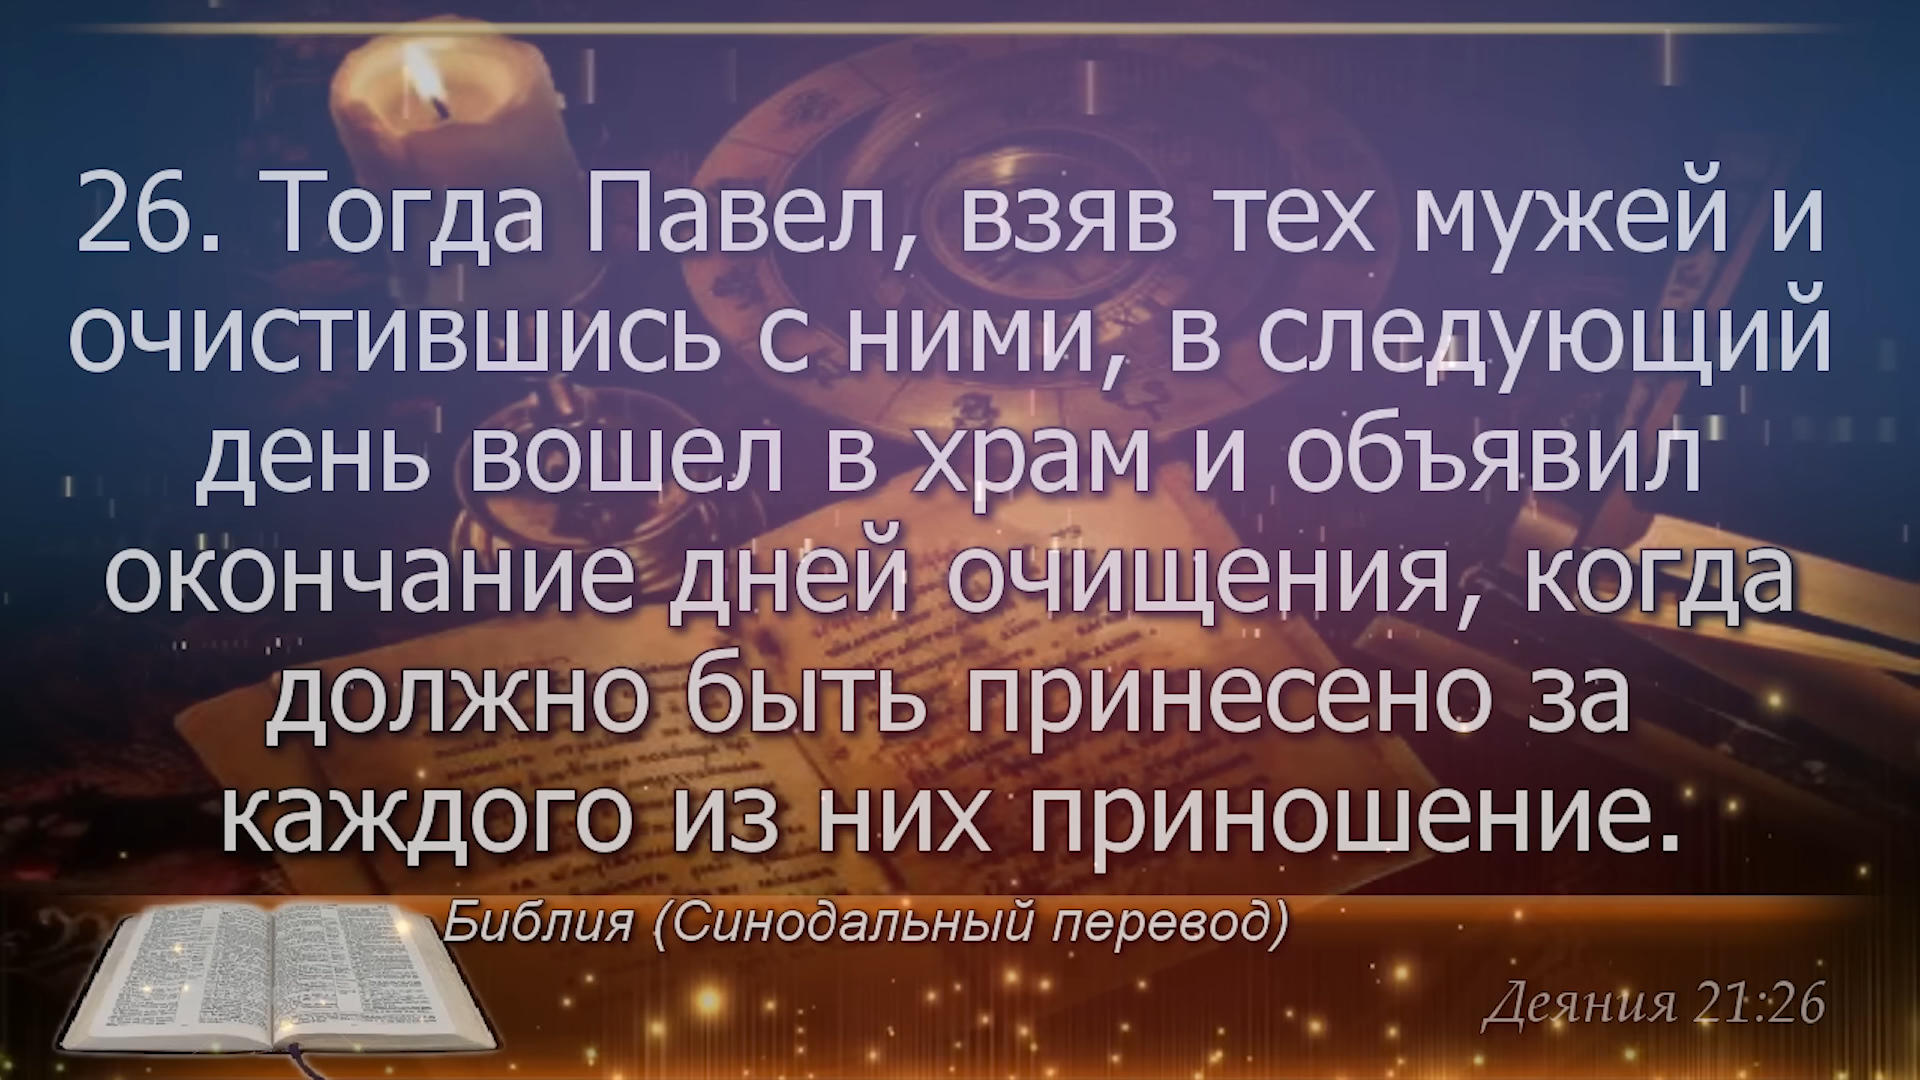 26. Тогда Павел, взяв тех мужей и
очистившись с ними, в следующий
день вошел в храм и объявил
окончание дней очищения, когда
должно быть принесено за
каждого из них приношение.
Библия (Синодальный перевод)
Деяния 21:26